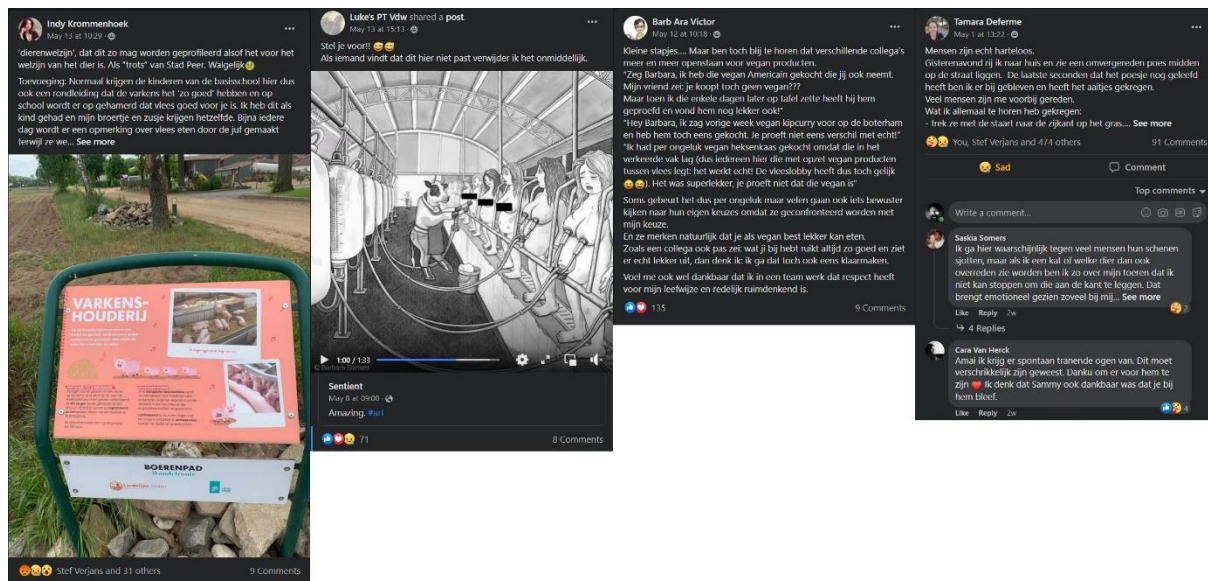 Indy Krommenhoek
May 13 at 10:29
'dierenwelzijn', dat dit zo mag worden geprofileerd alsof het voor het
welzijn van het dier is. Als "trots" van Stad Peer. Walgelijk🤢
Toevoeging: Normaal krijgen de kinderen van de basisschool hier dus
ook een rondleiding dat de varkens het 'zo goed' hebben en op
school wordt er op gehamerd dat vlees goed voor je is. Ik heb dit als
kind gehad en mijn broertje en zusje krijgen hetzelfde. Bijna iedere
dag wordt er een opmerking over vlees eten door de juf gemaakt
terwijl ze we... See more
VARKENS-
HOUDERIJ
BOERENPAD
Wandelroute
Stef Verjans and 31 others
9 Comments
Luke's PT Vdw shared a post.
May 13 at 15:13
Stel je voor!! 😅😅
Als iemand vindt dat dit hier niet past verwijder ik het onmiddellijk.
1:00 / 1:33
© Barbara Daniels
Sentient
May 8 at 09:00
Amazing. #arl
71
8 Comments
Barb Ara Victor
May 12 at 10:18
Kleine stapjes.... Maar ben toch blij te horen dat verschillende collega's
meer en meer openstaan voor vegan producten.
"Zeg Barbara, ik heb die vegan Americain gekocht die jij ook neemt.
Mijn vriend zei: je koopt toch geen vegan???
Maar toen ik die enkele dagen later op tafel zette heeft hij hem
geproefd en vond hem nog lekker ook!"
"Hey Barbara, ik zag vorige week vegan kipcurry voor op de boterham
en heb hem toch eens gekocht. Je proeft niet eens verschil met echt!"
"Ik had per ongeluk vegan heksenkaas gekocht omdat die in het
verkeerde vak lag (dus iedereen hier die met opzet vegan producten
tussen vlees legt: het werkt echt! De vleeslobby heeft dus toch gelijk
😆😆). Het was superlekker, je proeft niet dat die vegan is"
Soms gebeurt het dus per ongeluk maar velen gaan ook iets bewuster
kijken naar hun eigen keuzes omdat ze geconfronteerd worden met
mijn keuze.
En ze merken natuurlijk dat je als vegan best lekker kan eten.
Zoals een collega ook pas zei: wat jij bij hebt ruikt altijd zo goed en ziet
er echt lekker uit, dan denk ik: ik ga dat toch ook eens klaarmaken.
Voel me ook wel dankbaar dat ik in een team werk dat respect heeft
voor mijn leefwijze en redelijk ruimdenkend is.
135
9 Comments
Tamara Deferme
May 1 at 13:22
Mensen zijn echt harteloos.
Gisterenavond rij ik naar huis en zie een omvergereden poes midden
op de straat liggen. De laatste seconden dat het poesje nog geleefd
heeft ben ik er bij gebleven en heeft het aaitjes gekregen.
Veel mensen zijn me voorbij gereden.
Wat ik allemaal te horen heb gekregen:
- trek ze met de staart naar de zijkant op het gras.... See more
You, Stef Verjans and 474 others
91 Comments
Sad
Comment
Top comments
Write a comment...
Saskia Somers
Ik ga hier waarschijnlijk tegen veel mensen hun schenen
sjotten, maar als ik een kat of welke dier dan ook
overreden zie worden ben ik zo over mijn toeren dat ik
niet kan stoppen om die aan de kant te leggen. Dat
brengt emotioneel gezien zoveel bij mij... See more
Like Reply 2w
2
4 Replies
Cara Van Herck
Amai ik krijg er spontaan tranende ogen van. Dit moet
verschrikkelijk zijn geweest. Danku om er voor hem te
zijn ❤️ Ik denk dat Sammy ook dankbaar was dat je bij
hem bleef.
Like Reply 2w
4